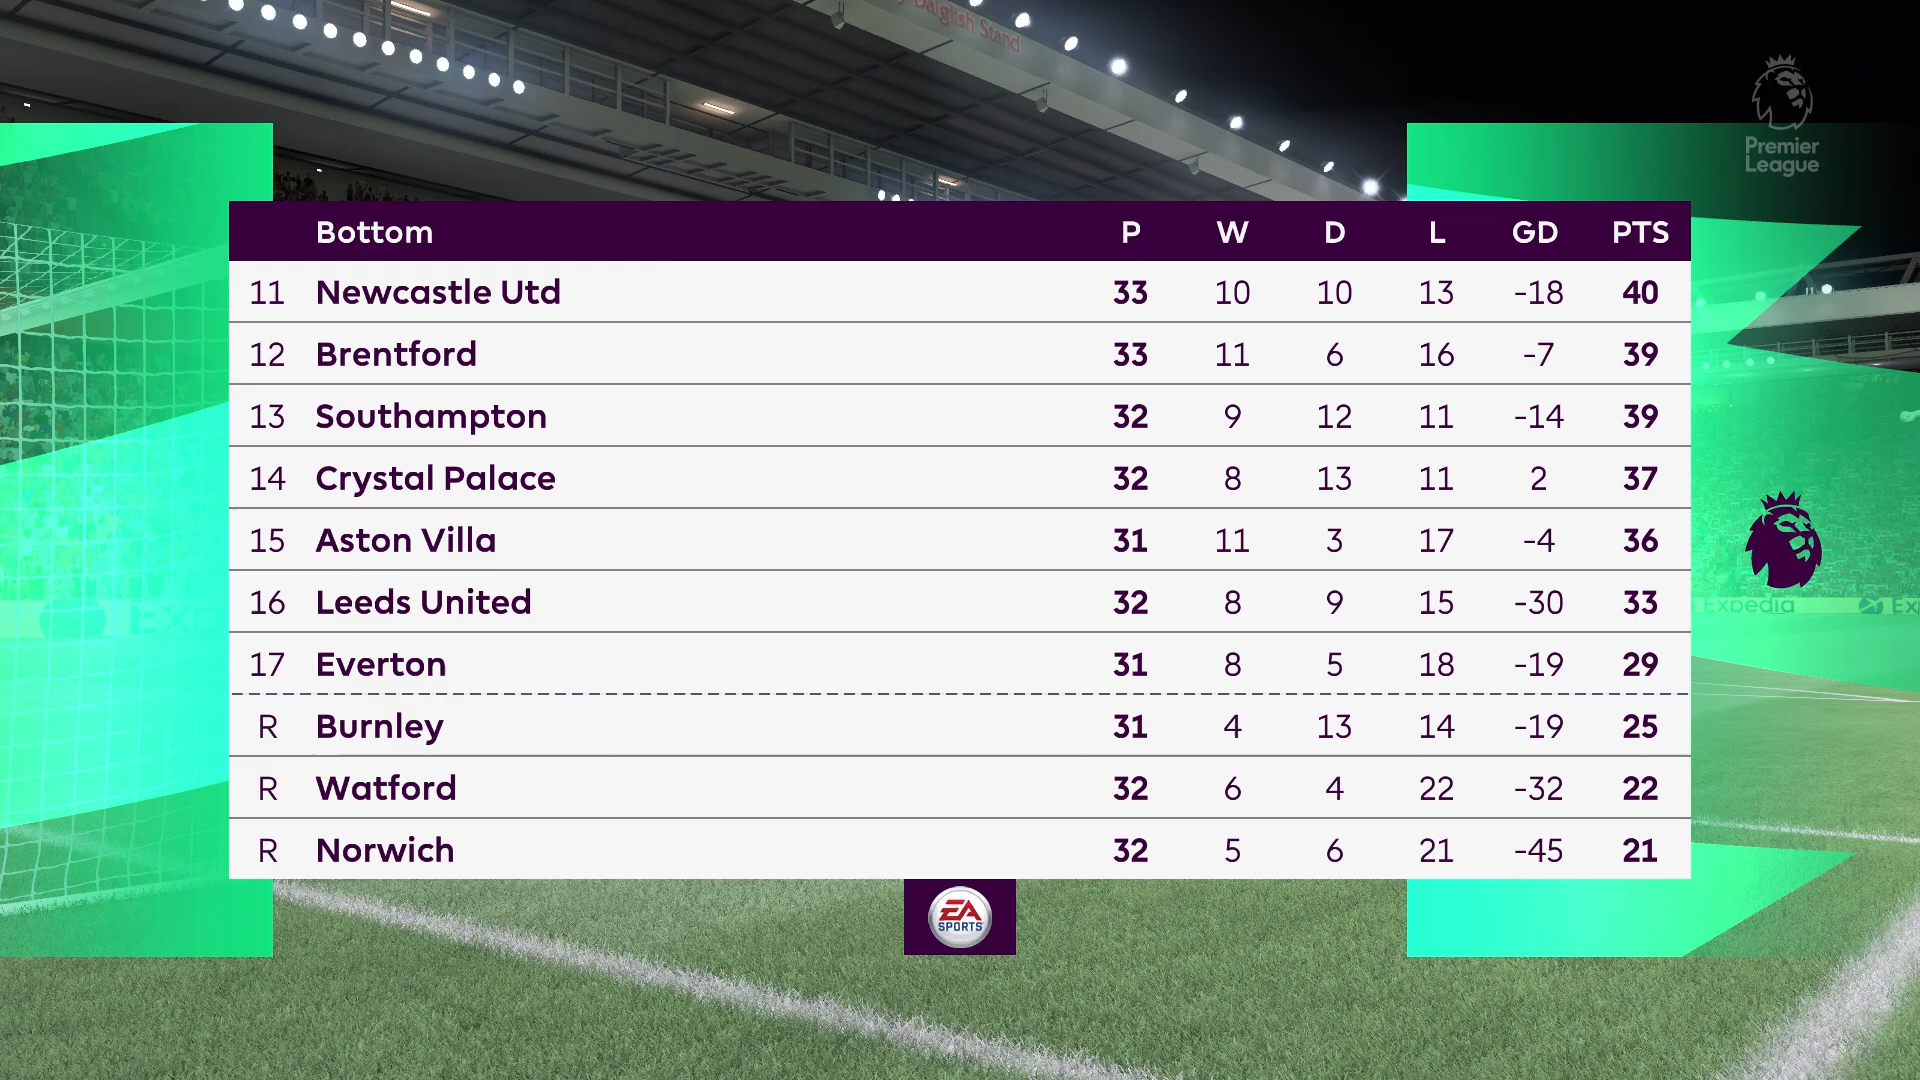 Dalglish Stand
Premier
League
Bottom P W D L GD PTS
11 Newcastle Utd 33 10 10 13 -18 40
12 Brentford 33 11 6 16 -7 39
13 Southampton 32 9 12 11 -14 39
14 Crystal Palace 32 8 13 11 2 37
15 Aston Villa 31 11 3 17 -4 36
16 Leeds United 32 8 9 15 -30 33
Expedia
17 Everton 31 8 5 18 -19 29
R Burnley 31 4 13 14 -19 25
R Watford 32 6 4 22 -32 22
R Norwich 32 5 6 21 -45 21
EA
SPORTS